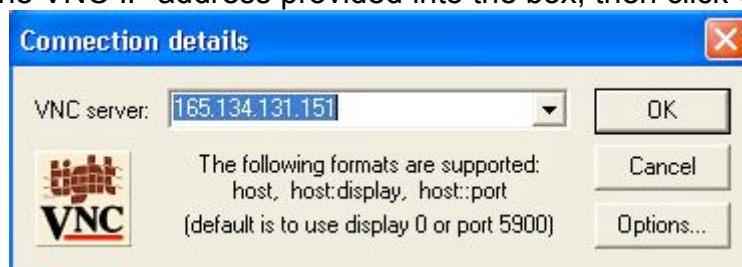 VNC IP address provided into the box, then click
Connection details
VNC server: 165.134.131.151 OK
The following formats are supported: Cancel
host, host:display, host::port
(default is to use display 0 or port 5900) Options...
tight
VNC